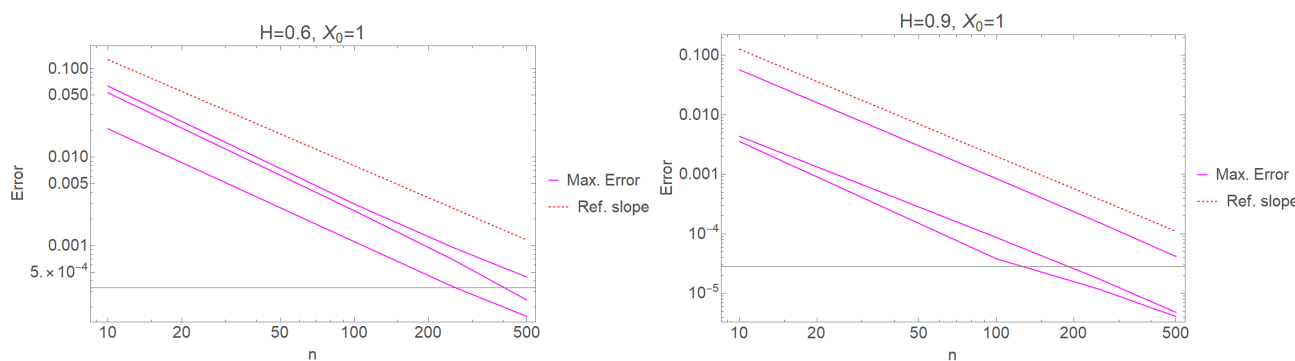 H=0.6, X₀=1
0.100
0.050
0.010
0.005
0.001
5.×10⁻⁴
Error
10 20 50 100 200 500
n
Max. Error
Ref. slope
H=0.9, X₀=1
0.100
0.010
0.001
10⁻⁴
10⁻⁵
Error
10 20 50 100 200 500
n
Max. Error
Ref. slope